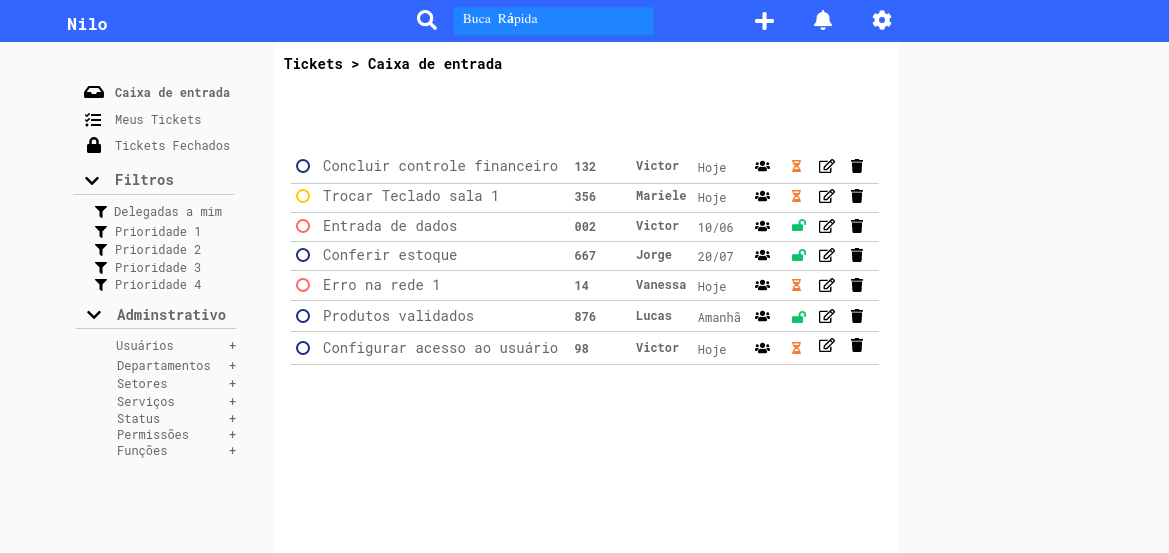 Nilo
Buca Rápida
Tickets > Caixa de entrada
Caixa de entrada
Meus Tickets
Tickets Fechados
Filtros
Delegadas a mim
Prioridade 1
Prioridade 2
Prioridade 3
Prioridade 4
Adminstrativo
Usuários +
Departamentos +
Setores +
Serviços +
Status +
Permissões +
Funções +
Concluir controle financeiro 132 Victor Hoje
Trocar Teclado sala 1 356 Mariele Hoje
Entrada de dados 002 Victor 10/06
Conferir estoque 667 Jorge 20/07
Erro na rede 1 14 Vanessa Hoje
Produtos validados 876 Lucas Amanhã
Configurar acesso ao usuário 98 Victor Hoje